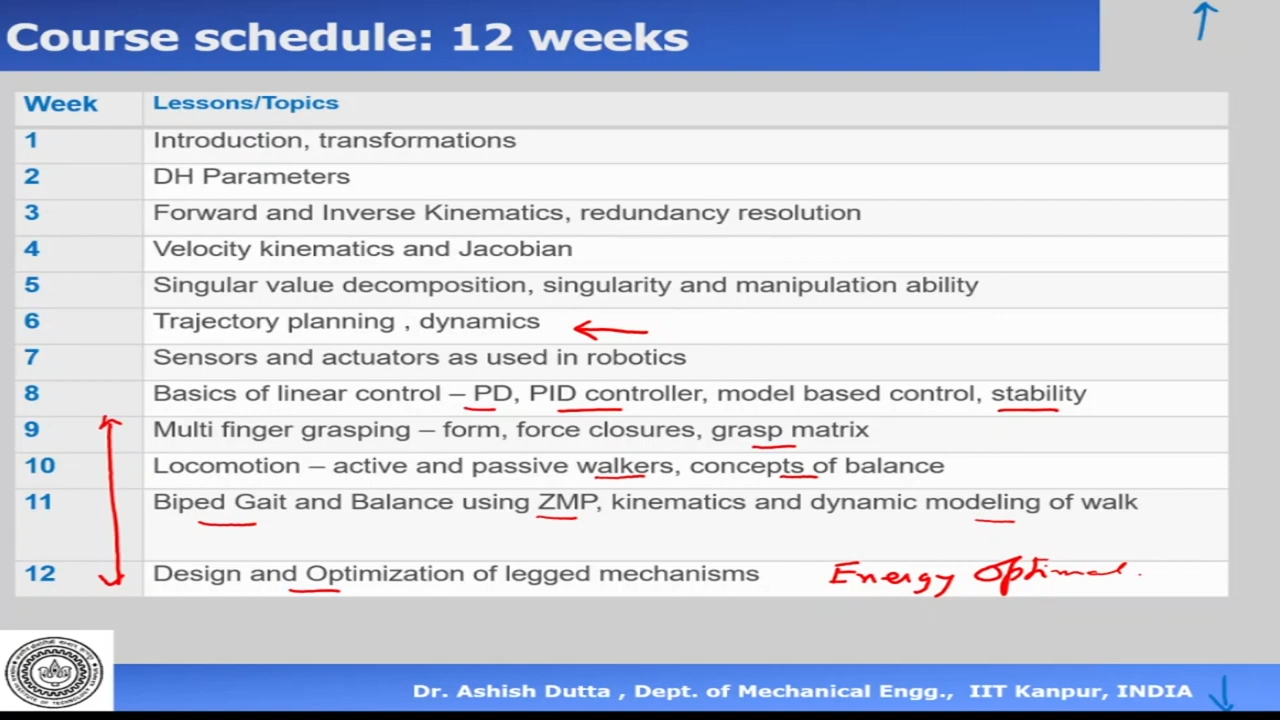 Course schedule: 12 weeks
Week Lessons/Topics
1 Introduction, transformations
2 DH Parameters
3 Forward and Inverse Kinematics, redundancy resolution
4 Velocity kinematics and Jacobian
5 Singular value decomposition, singularity and manipulation ability
6 Trajectory planning , dynamics
7 Sensors and actuators as used in robotics
8 Basics of linear control – PD, PID controller, model based control, stability
9 Multi finger grasping – form, force closures, grasp matrix
10 Locomotion – active and passive walkers, concepts of balance
11 Biped Gait and Balance using ZMP, kinematics and dynamic modeling of walk
12 Design and Optimization of legged mechanisms Energy Optimal.
Dr. Ashish Dutta , Dept. of Mechanical Engg., IIT Kanpur, INDIA